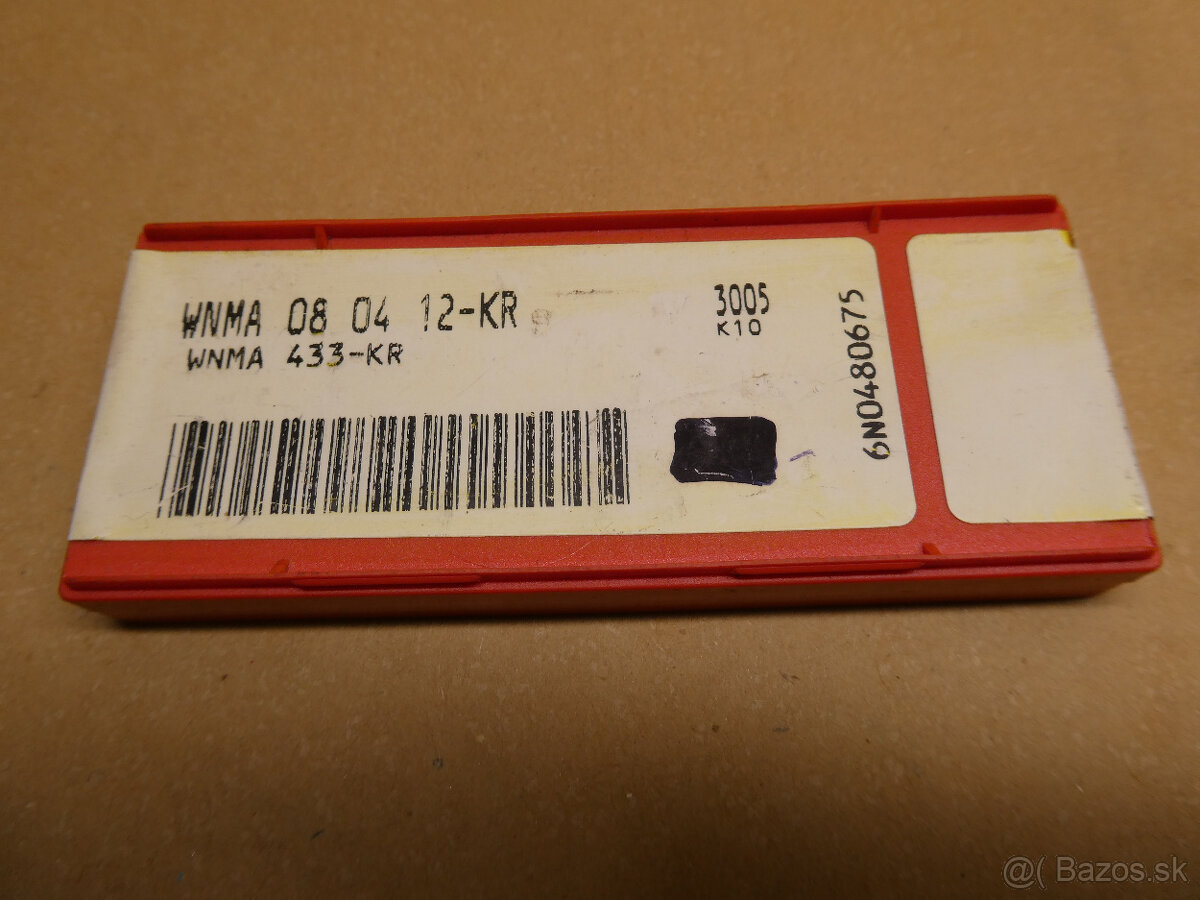 WNMA 08 04 12-KR
WNMA 433-KR
3005
K10
6N0480675
@( Bazos.sk